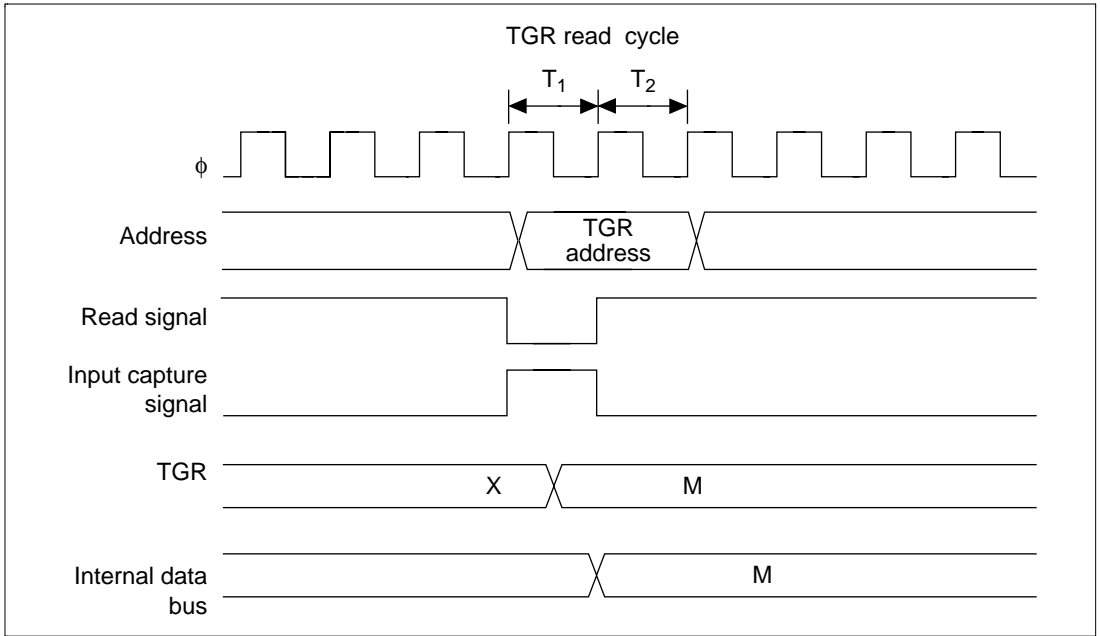 TGR read cycle
T1 T2
ϕ
Address
TGR
address
Read signal
Input capture
signal
TGR
X M
Internal data
bus
M